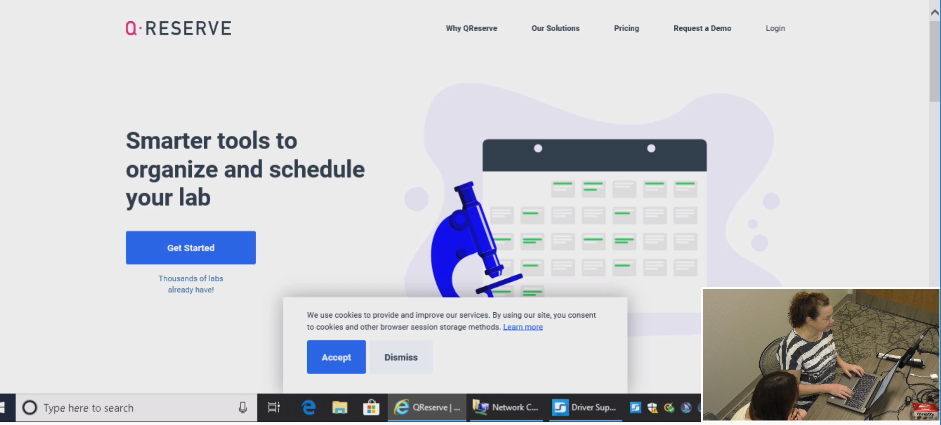 Q·RESERVE
Why QReserve Our Solutions Pricing Request a Demo Login
Smarter tools to
organize and schedule
your lab
Get Started
Thousands of labs
already have!
We use cookies to provide and improve our services. By using our site, you consent
to cookies and other browser session storage methods. Learn more
Accept Dismiss
Type here to search
QReserve | ... Network C... Driver Sup...